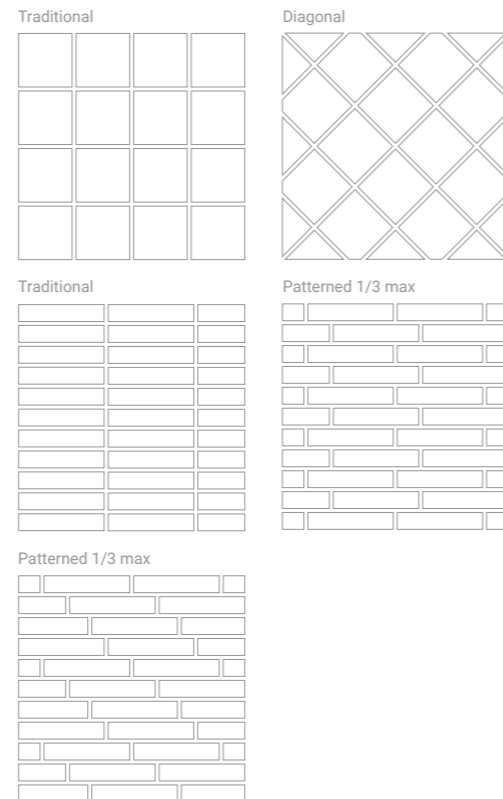 Traditional
Diagonal
Traditional
Patterned 1/3 max
Patterned 1/3 max